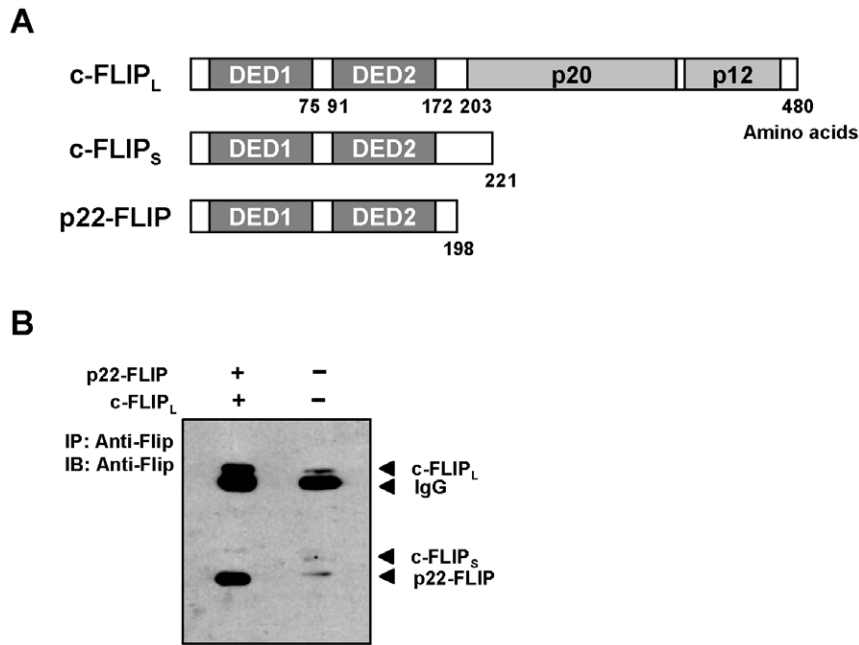 A
c-FLIPL DED1 DED2 p20 p12
75 91 172 203 480
Amino acids
c-FLIPS DED1 DED2
221
p22-FLIP DED1 DED2
198
B
p22-FLIP + −
c-FLIPL + −
IP: Anti-Flip
IB: Anti-Flip
c-FLIPL
IgG
c-FLIPS
p22-FLIP